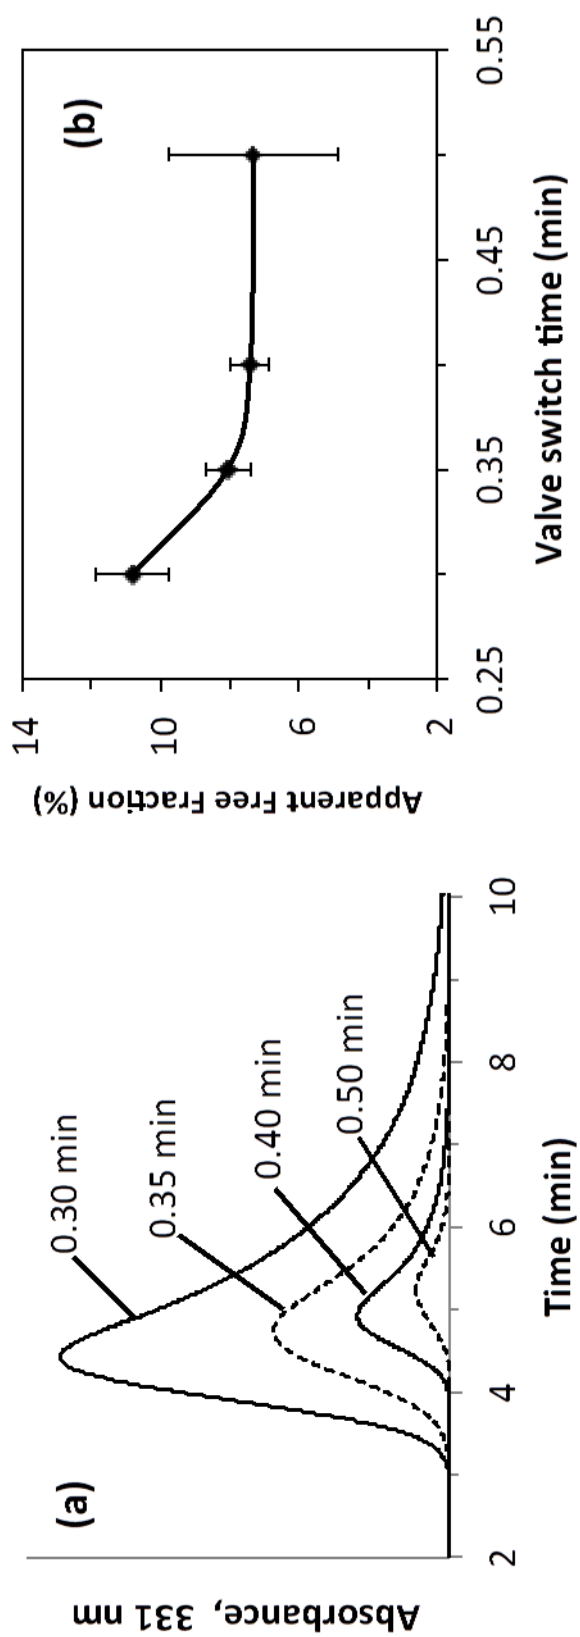 (a)
Absorbance, 331 nm
0.30 min
0.35 min
0.40 min
0.50 min
2
4
6
8
10
Time (min)
(b)
Apparent Free Fraction (%)
14
10
6
2
0.25
0.35
0.45
0.55
Valve switch time (min)